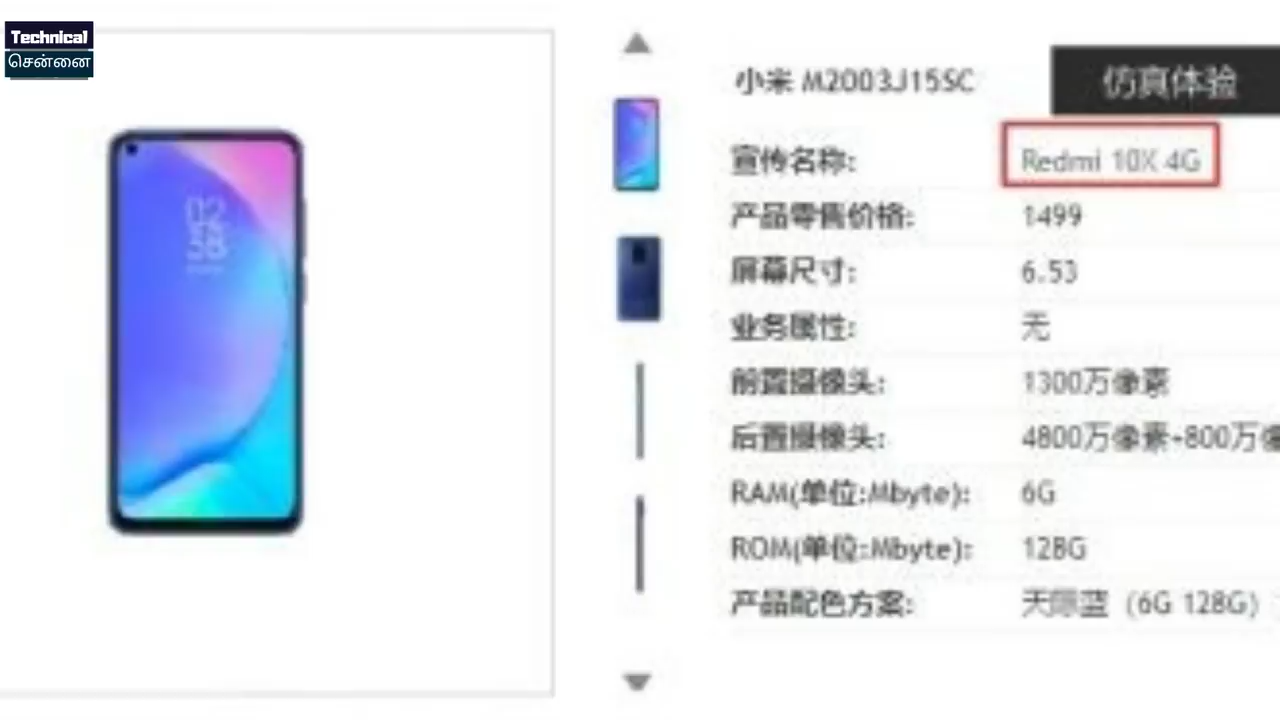 Technical
சென்னை
小米 M2003J15SC
仿真体验
宣传名称: Redmi 10X 4G
产品零售价格: 1499
屏幕尺寸: 6.53
业务属性: 无
前置摄像头: 1300万像素
后置摄像头: 4800万像素+800万像
RAM(单位:Mbyte): 6G
ROM(单位:Mbyte): 128G
产品配色方案: 天际蓝 (6G 128G)
02
38